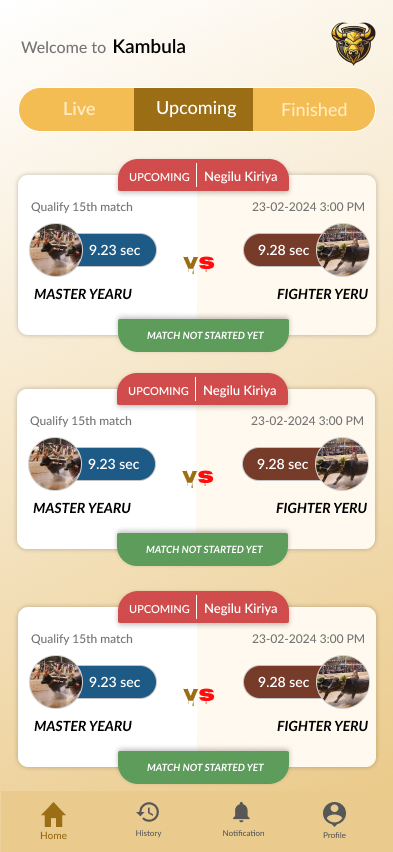 Welcome to Kambula
Live Upcoming Finished
UPCOMING Negilu Kiriya
Qualify 15th match 23-02-2024 3:00 PM
9.23 sec vs 9.28 sec
MASTER YEARU FIGHTER YERU
MATCH NOT STARTED YET
UPCOMING Negilu Kiriya
Qualify 15th match 23-02-2024 3:00 PM
9.23 sec vs 9.28 sec
MASTER YEARU FIGHTER YERU
MATCH NOT STARTED YET
UPCOMING Negilu Kiriya
Qualify 15th match 23-02-2024 3:00 PM
9.23 sec vs 9.28 sec
MASTER YEARU FIGHTER YERU
MATCH NOT STARTED YET
Home History Notification Profile